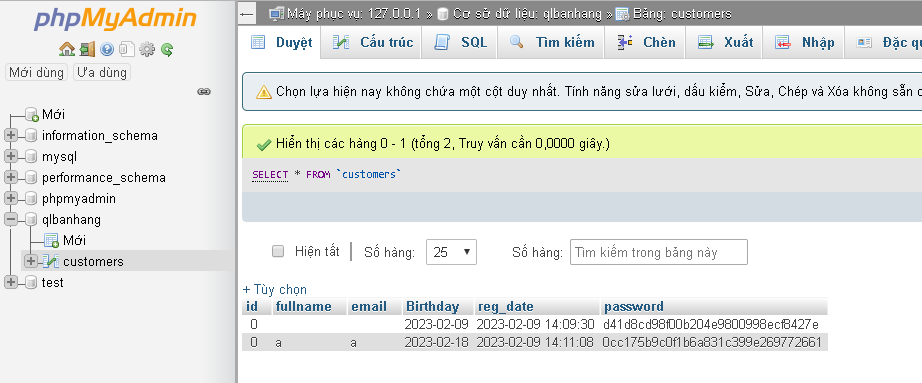 phpMyAdmin
Máy phục vụ: 127.0.0.1 » Cơ sở dữ liệu: qlbanhang » Bảng: customers
Duyệt Cấu trúc SQL Tìm kiếm Chèn Xuất Nhập Đặc qu
Mới dùng Ưa dùng
Chọn lựa hiện nay không chứa một cột duy nhất. Tính năng sửa lưới, dấu kiểm, Sửa, Chép và Xóa không sẵn c
Mới
information_schema
mysql
performance_schema
phpmyadmin
qlbanhang
Mới
customers
test
Hiển thị các hàng 0 - 1 (tổng 2, Truy vấn cần 0,0000 giây.)
SELECT * FROM `customers`
Hiện tất Số hàng: 25 Số hàng: Tìm kiếm trong bảng này
+ Tùy chọn
id fullname email Birthday reg_date password
0 2023-02-09 2023-02-09 14:09:30 d41d8cd98f00b204e9800998ecf8427e
0 a a 2023-02-18 2023-02-09 14:11:08 0cc175b9c0f1b6a831c399e269772661